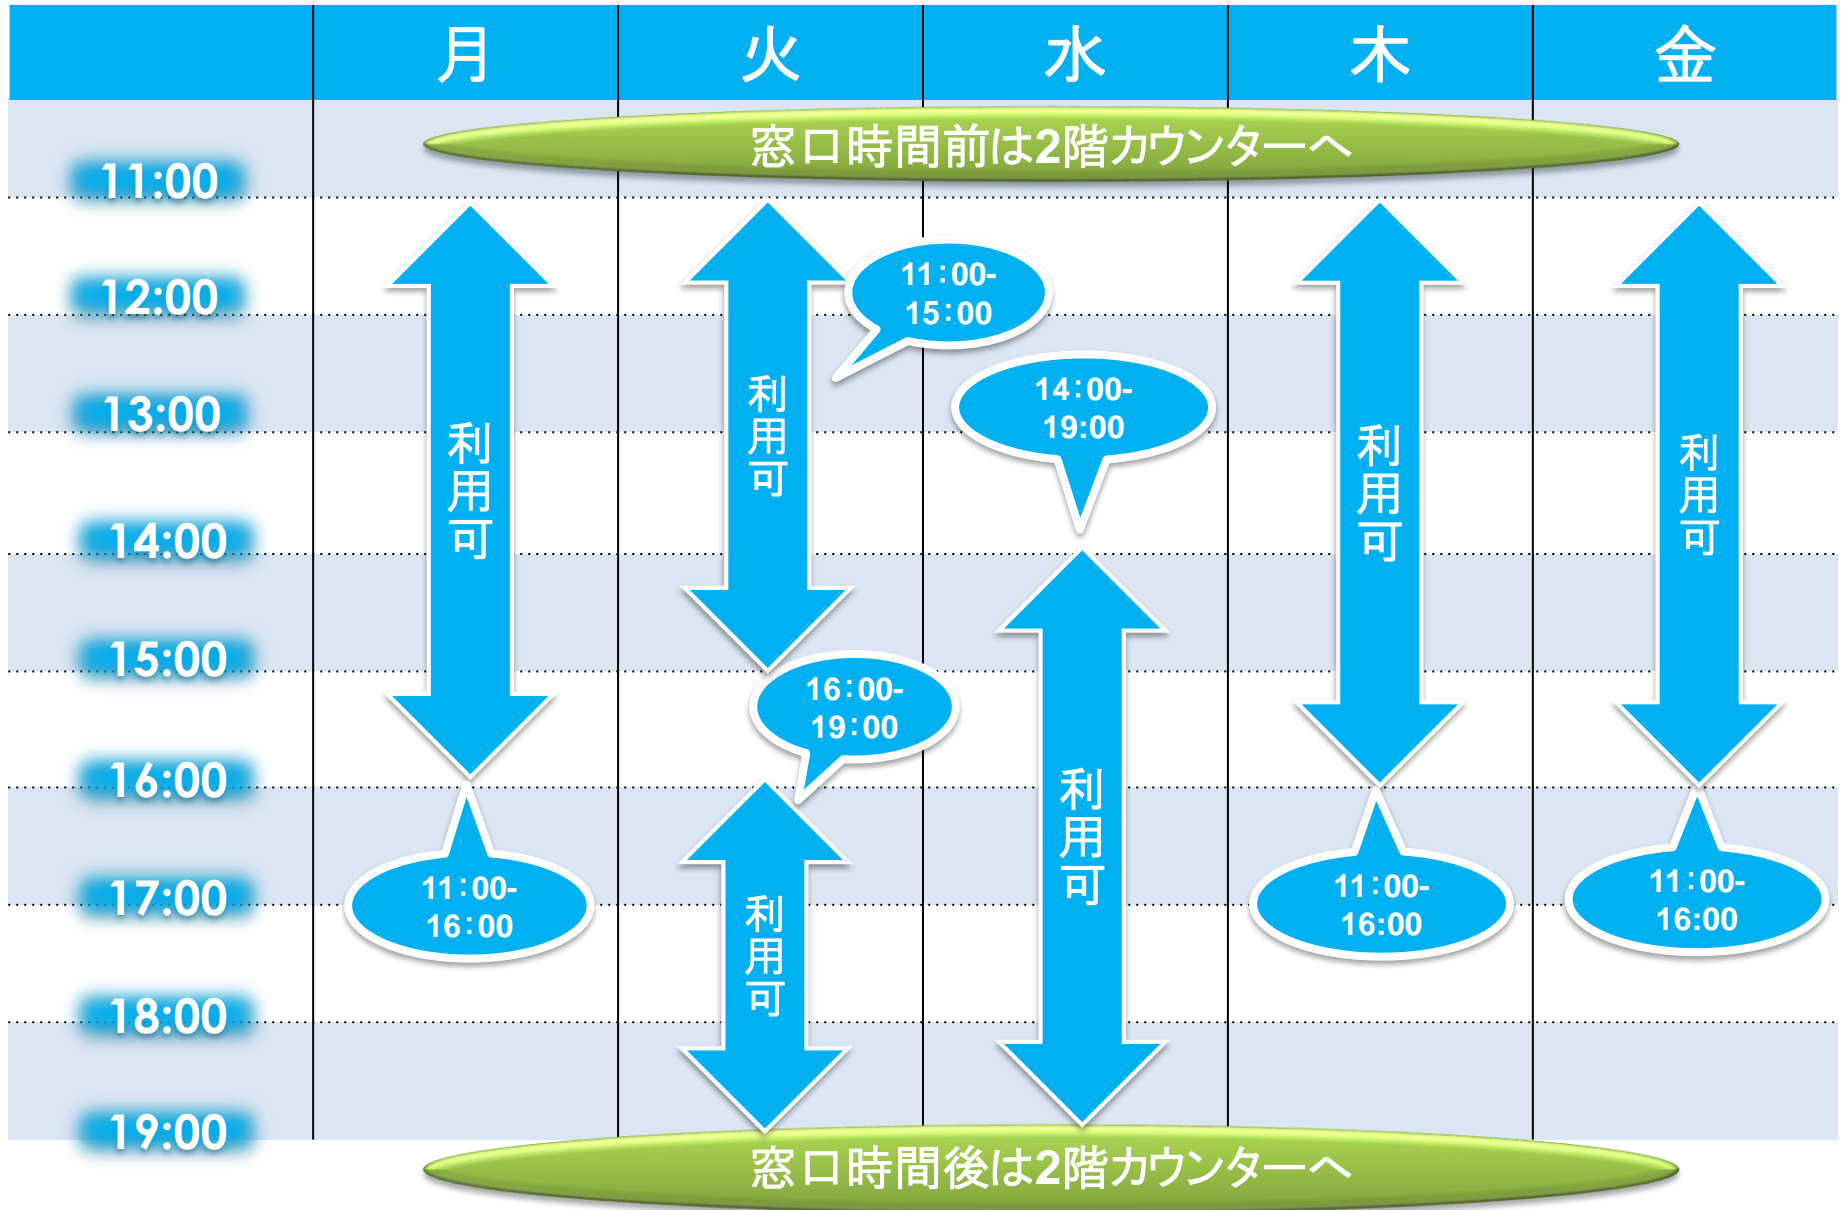 月 火 水 木 金
窓口時間前は2階カウンターへ
11:00
12:00
13:00
14:00
15:00
16:00
17:00
18:00
19:00
利用可
11：00-
16：00
利用可
11：00-
15：00
16：00-
19：00
利用可
14：00-
19:00
利用可
利用可
11：00-
16:00
利用可
11：00-
16:00
窓口時間後は2階カウンターへ